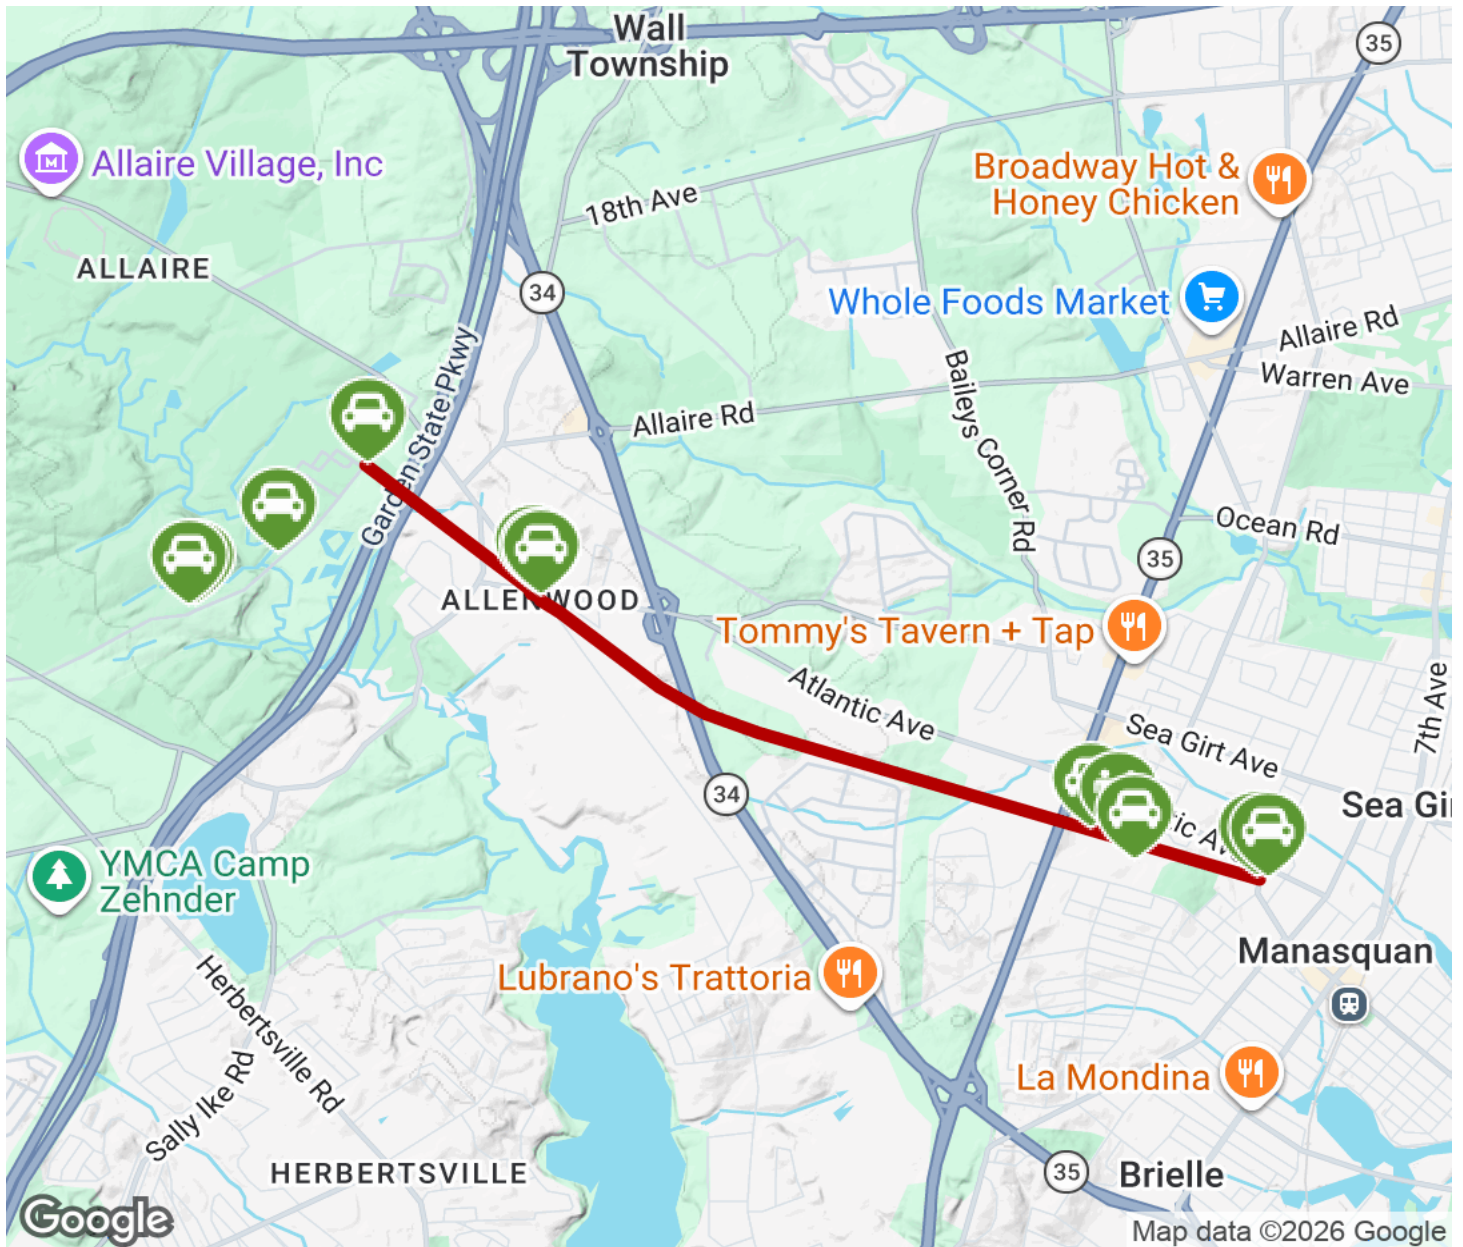 Wall
Township
35
Allaire Village, Inc
Broadway Hot &
Honey Chicken
18th Ave
ALLAIRE
34
Whole Foods Market
Allaire Rd
Warren Ave
Garden State Pkwy
Baileys Corner Rd
Allaire Rd
Ocean Rd
35
ALLENWOOD
Tommy's Tavern + Tap
Atlantic Ave
Sea Girt Ave
7th Ave
34
Sea Gi
YMCA Camp
Zehnder
Manasquan
Lubrano's Trattoria
Herbertsville Rd
Sally Ike Rd
La Mondina
HERBERTSVILLE
35
Brielle
Google
Map data ©2026 Google